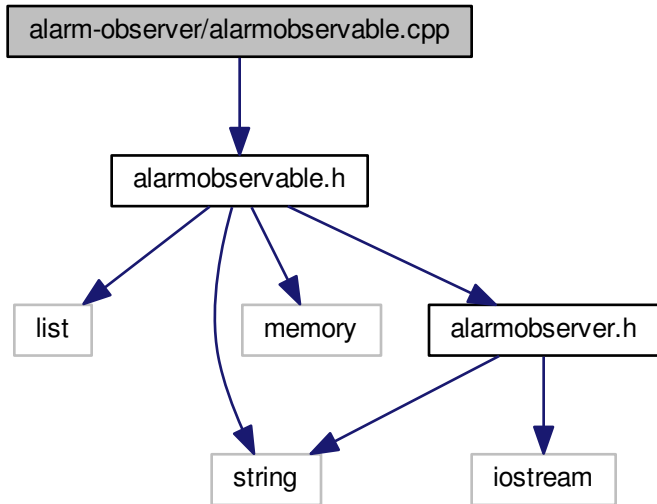 alarm-observer/alarmobservable.cpp
alarmobservable.h
list
memory
alarmobserver.h
string
iostream